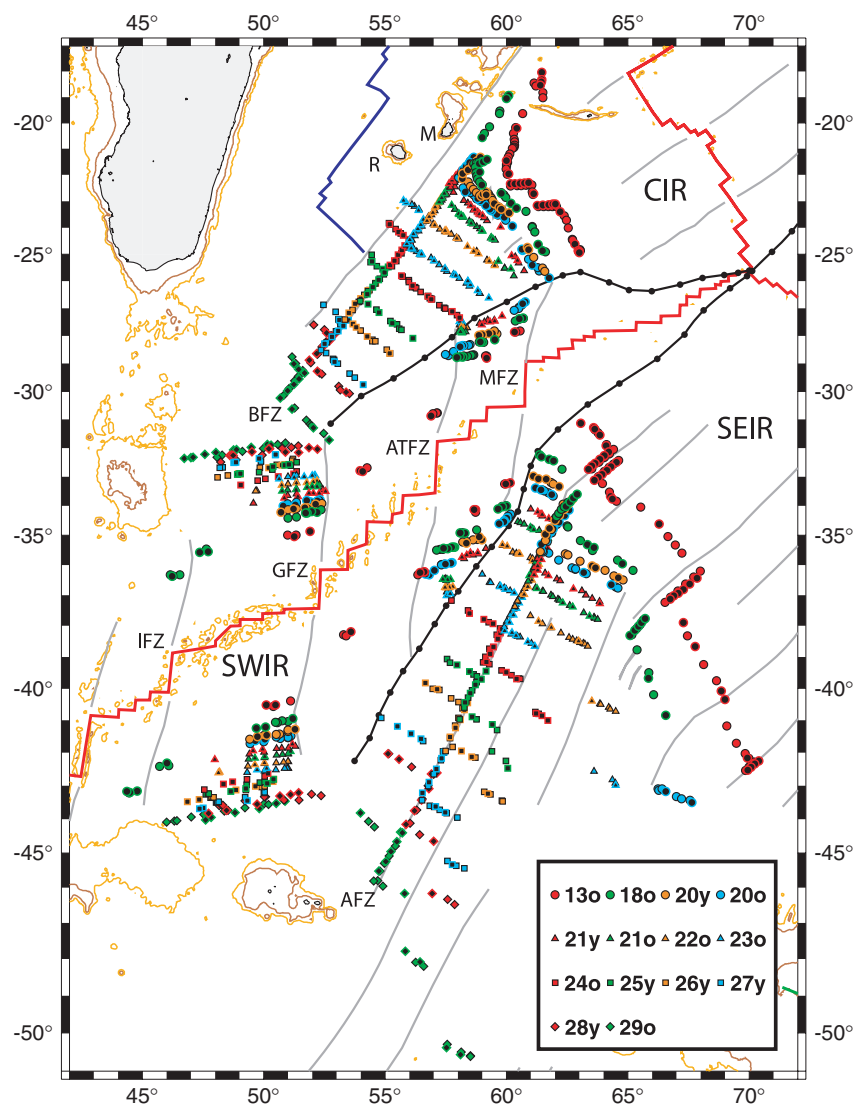 45° 50° 55° 60° 65° 70°
-20° -20°
M
R
CIR
-25° -25°
-30° -30°
MFZ
BFZ
SEIR
ATFZ
-35° -35°
GFZ
IFZ
SWIR
-40° -40°
-45° -45°
AFZ
13o 18o 20y 20o
21y 21o 22o 23o
24o 25y 26y 27y
28y 29o
-50° -50°
45° 50° 55° 60° 65° 70°